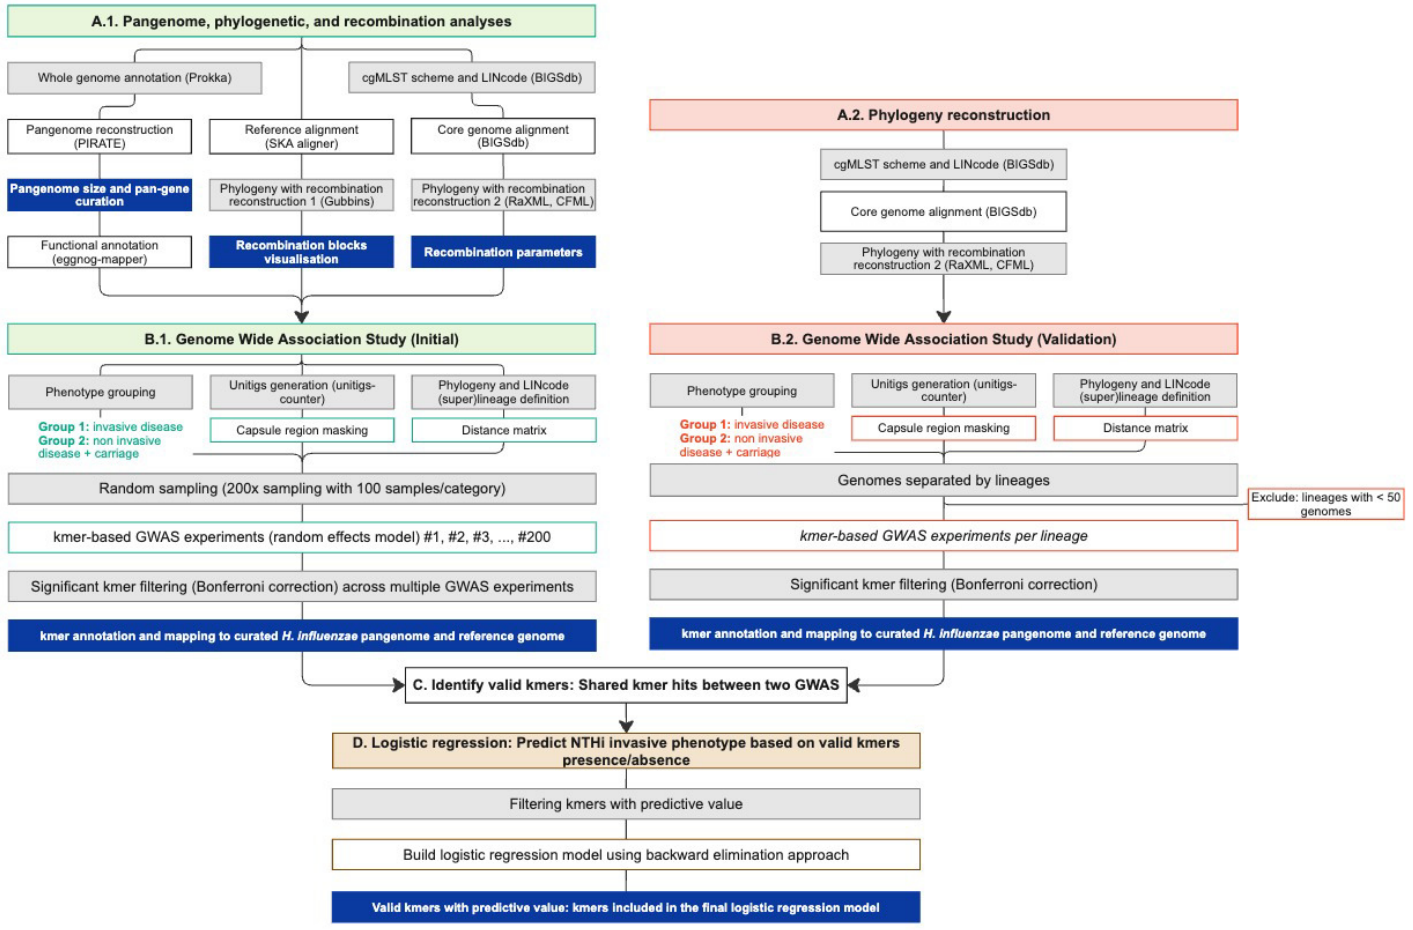 A.1. Pangenome, phylogenetic, and recombination analyses
Whole genome annotation (Prokka)
cgMLST scheme and LINcode (BIGSdb)
Pangenome reconstruction
(PIRATE)
Reference alignment
(SKA aligner)
Core genome alignment
(BIGSdb)
Pangenome size and pan-gene
curation
Phylogeny with recombination
reconstruction 1 (Gubbins)
Phylogeny with recombination
reconstruction 2 (RaXML, CFML)
Functional annotation
(eggnog-mapper)
Recombination blocks
visualisation
Recombination parameters
A.2. Phylogeny reconstruction
cgMLST scheme and LINcode (BIGSdb)
Core genome alignment (BIGSdb)
Phylogeny with recombination
reconstruction 2 (RaXML, CFML)
B.1. Genome Wide Association Study (Initial)
Phenotype grouping
Unitigs generation (unitigs-
counter)
Phylogeny and LINcode
(super)lineage definition
Group 1: invasive disease
Group 2: non invasive
disease + carriage
Capsule region masking
Distance matrix
Random sampling (200x sampling with 100 samples/category)
kmer-based GWAS experiments (random effects model) #1, #2, #3, ..., #200
Significant kmer filtering (Bonferroni correction) across multiple GWAS experiments
kmer annotation and mapping to curated H. influenzae pangenome and reference genome
B.2. Genome Wide Association Study (Validation)
Phenotype grouping
Unitigs generation (unitigs-
counter)
Phylogeny and LINcode
(super)lineage definition
Group 1: invasive disease
Group 2: non invasive
disease + carriage
Capsule region masking
Distance matrix
Genomes separated by lineages
Exclude: lineages with < 50
genomes
kmer-based GWAS experiments per lineage
Significant kmer filtering (Bonferroni correction)
kmer annotation and mapping to curated H. influenzae pangenome and reference genome
C. Identify valid kmers: Shared kmer hits between two GWAS
D. Logistic regression: Predict NTHi invasive phenotype based on valid kmers
presence/absence
Filtering kmers with predictive value
Build logistic regression model using backward elimination approach
Valid kmers with predictive value: kmers included in the final logistic regression model